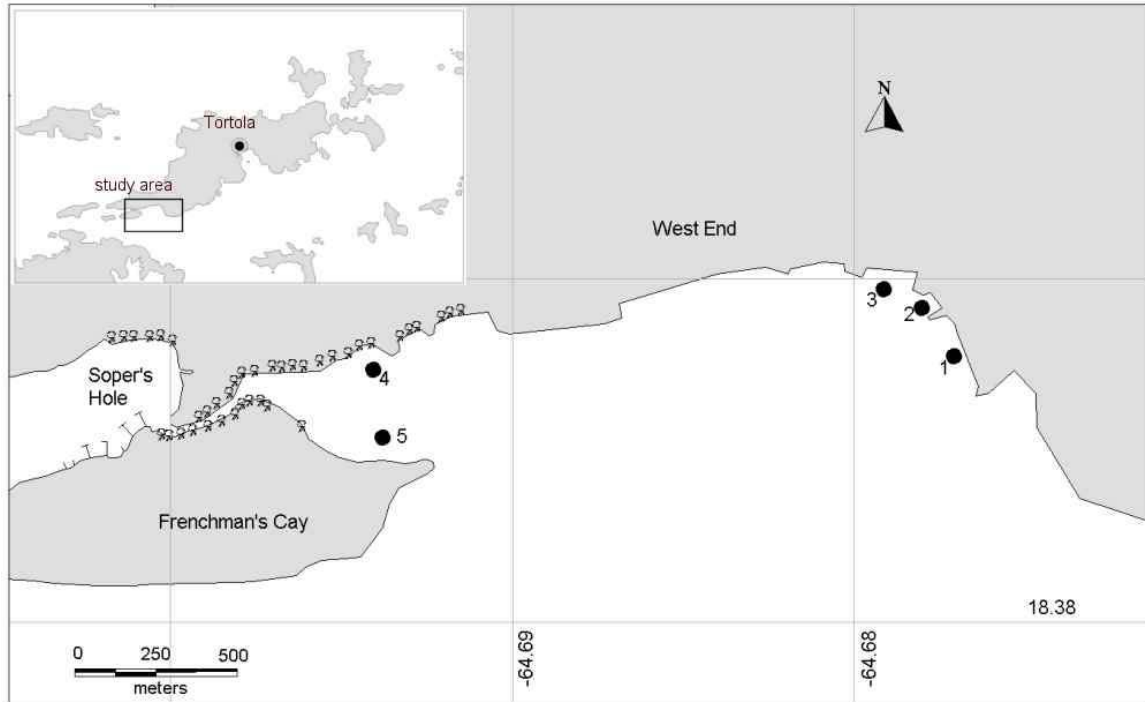 Tortola
study area
N
West End
3
2
1
4
5
Soper's
Hole
Frenchman's Cay
18.38
-64.69
-64.68
0 250 500
meters